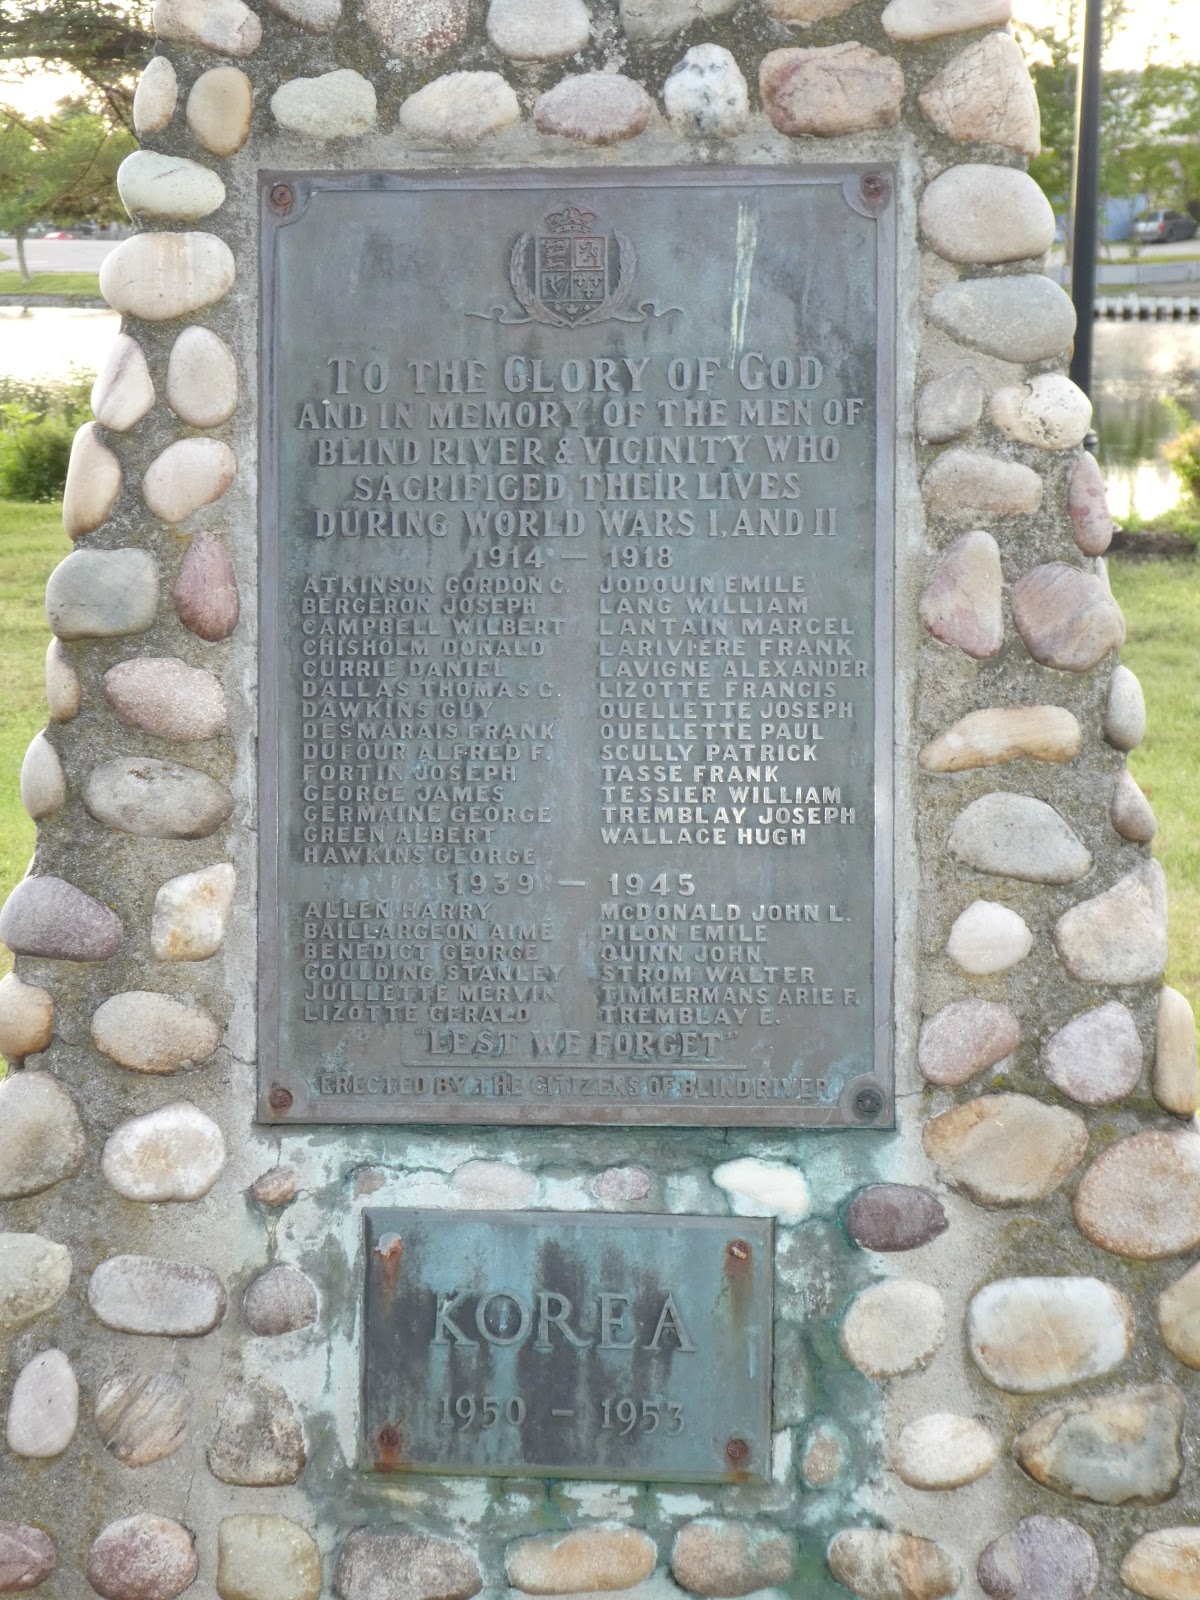 TO THE GLORY OF GOD
AND IN MEMORY OF THE MEN OF
BLIND RIVER & VICINITY WHO
SACRIFICED THEIR LIVES
DURING WORLD WARS I, AND II
1914 — 1918
ATKINSON GORDON C.
BERGERON JOSEPH
CAMPBELL WILBERT
CHISHOLM DONALD
CURRIE DANIEL
DALLAS THOMAS C.
DAWKINS GUY
DESMARAIS FRANK
DUFOUR ALFRED F.
FORTIN JOSEPH
GEORGE JAMES
GERMAINE GEORGE
GREEN ALBERT
HAWKINS GEORGE
JODOUIN EMILE
LANG WILLIAM
LANTAIN MARCEL
LARIVIERE FRANK
LAVIGNE ALEXANDER
LIZOTTE FRANCIS
OUELLETTE JOSEPH
OUELLETTE PAUL
SCULLY PATRICK
TASSE FRANK
TESSIER WILLIAM
TREMBLAY JOSEPH
WALLACE HUGH
1939 — 1945
ALLEN HARRY
BAILLARGEON AIME
BENEDICT GEORGE
GOULDING STANLEY
JUILLETTE MERVIN
LIZOTTE GERALD
McDONALD JOHN L.
PILON EMILE
QUINN JOHN
STROM WALTER
TIMMERMANS ARIE F.
TREMBLAY E.
"LEST WE FORGET"
ERECTED BY THE CITIZENS OF BLIND RIVER
KOREA
1950 — 1953